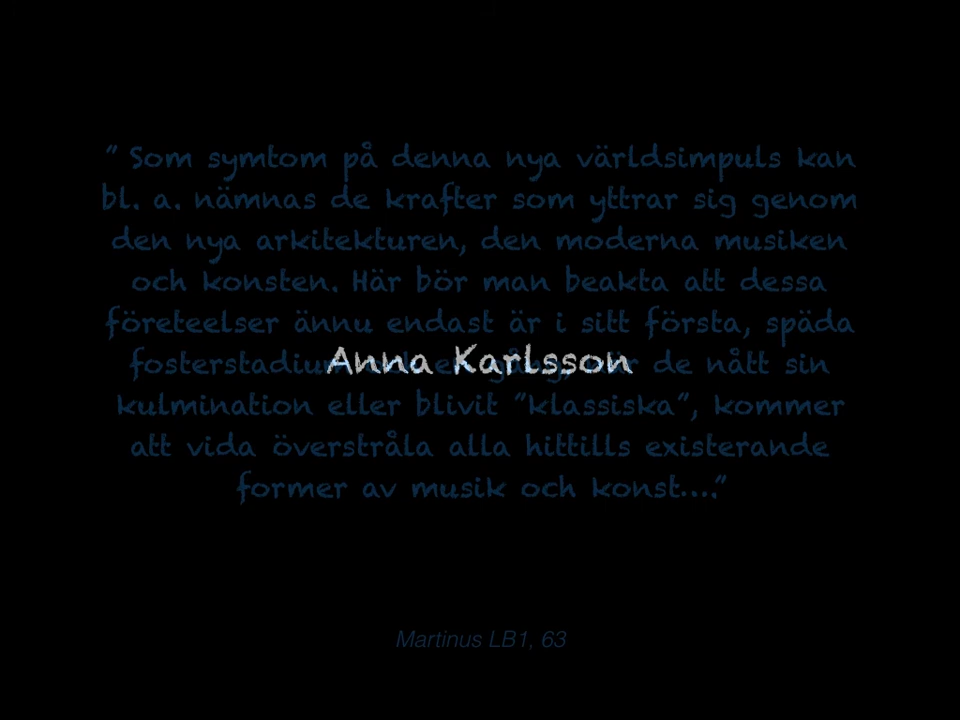 ” Som symtom på denna nya världsimpuls kan
bl. a. nämnas de krafter som yttrar sig genom
den nya arkitekturen, den moderna musiken
och konsten. Här bör man beakta att dessa
företeelser ännu endast är i sitt första, späda
fosterstadium de nått sin
Anna Karlsson
kulmination eller blivit ”klassiska”, kommer
att vida överstråla alla hittills existerande
former av musik och konst....”
Martinus LB1, 63